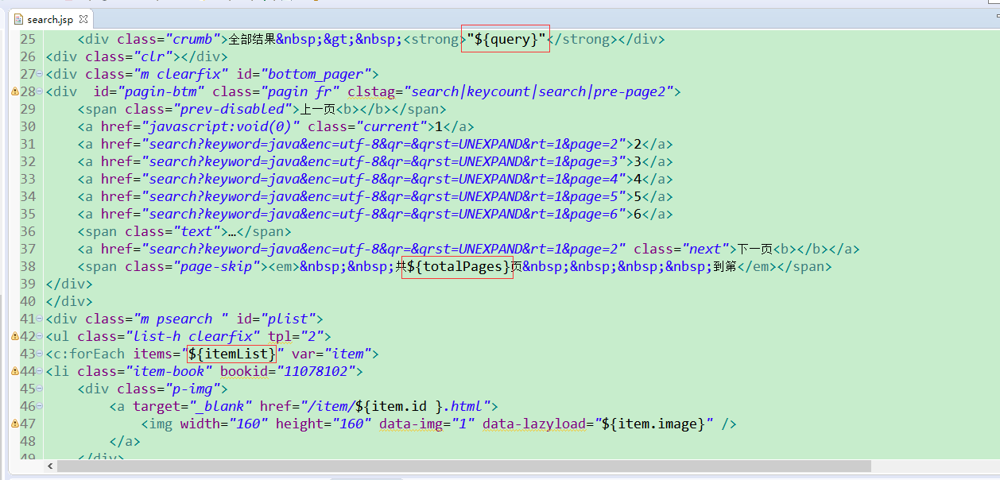 search.jsp
25 <div class="crumb">全部结果&nbsp;&gt;&nbsp;<strong>"${query}"</strong></div>
26 <div class="clr"></div>
27 <div class="m clearfix" id="bottom_pager">
28 <div  id="pagin-btm" class="pagin fr" clstag="search|keycount|search|pre-page2">
29 <span class="prev-disabled">上一页<b></b></span>
30 <a href="javascript:void(0)" class="current">1</a>
31 <a href="search?keyword=java&enc=utf-8&qr=&qrst=UNEXPAND&rt=1&page=2">2</a>
32 <a href="search?keyword=java&enc=utf-8&qr=&qrst=UNEXPAND&rt=1&page=3">3</a>
33 <a href="search?keyword=java&enc=utf-8&qr=&qrst=UNEXPAND&rt=1&page=4">4</a>
34 <a href="search?keyword=java&enc=utf-8&qr=&qrst=UNEXPAND&rt=1&page=5">5</a>
35 <a href="search?keyword=java&enc=utf-8&qr=&qrst=UNEXPAND&rt=1&page=6">6</a>
36 <span class="text">…</span>
37 <a href="search?keyword=java&enc=utf-8&qr=&qrst=UNEXPAND&rt=1&page=2" class="next">下一页<b></b></a>
38 <span class="page-skip"><em>&nbsp;&nbsp;共${totalPages}页&nbsp;&nbsp;&nbsp;&nbsp;到第</em></span>
39 </div>
40 </div>
41 <div class="m psearch " id="plist">
42 <ul class="list-h clearfix" tpl="2">
43 <c:forEach items="${itemList}" var="item">
44 <li class="item-book" bookid="11078102">
45 <div class="p-img">
46 <a target="_blank" href="/item/${item.id }.html">
47 <img width="160" height="160" data-img="1" data-lazyload="${item.image}" />
48 </a>
49 </div>